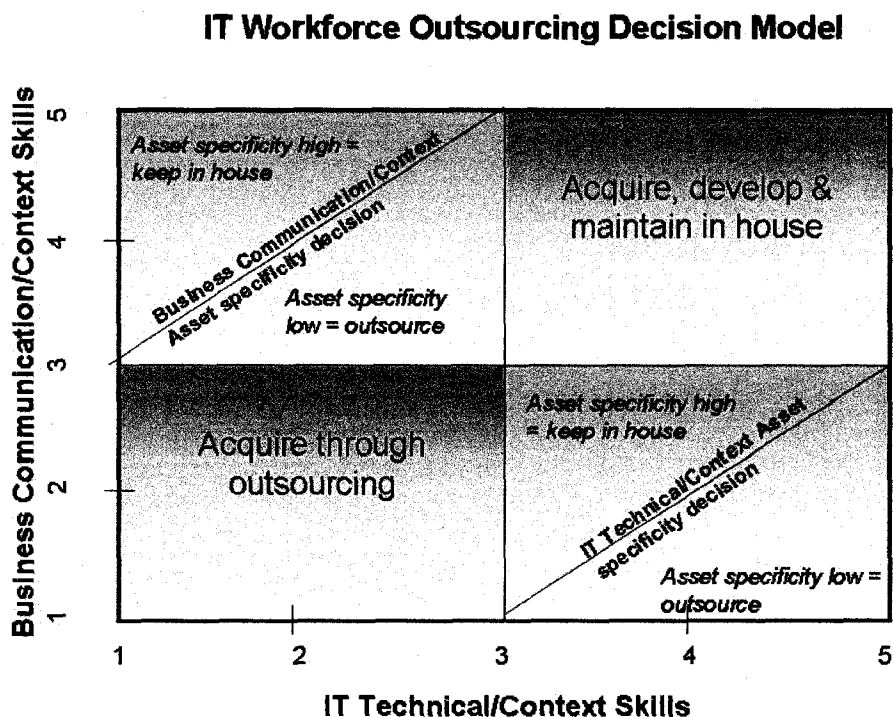 IT Workforce Outsourcing Decision Model
Business Communication/Context Skills
5
4
3
2
1
Asset specificity high =
keep in house
Business Communication/Context
Asset specificity decision
Asset specificity
low = outsource
Acquire, develop &
maintain in house
Acquire through
outsourcing
Asset specificity high
= keep in house
IT Technical/Context Asset
specificity decision
Asset specificity low =
outsource
1
2
3
4
5
IT Technical/Context Skills